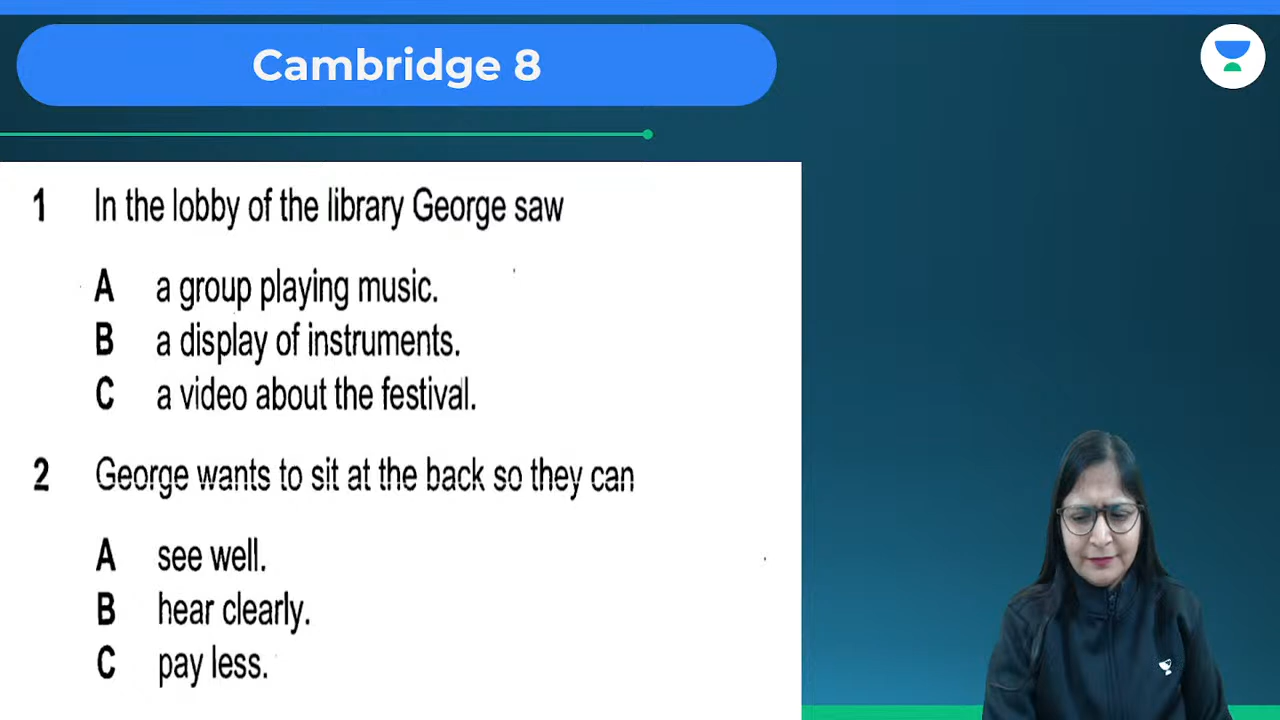 Cambridge 8
1 In the lobby of the library George saw
A a group playing music.
B a display of instruments.
C a video about the festival.
2 George wants to sit at the back so they can
A see well.
B hear clearly.
C pay less.